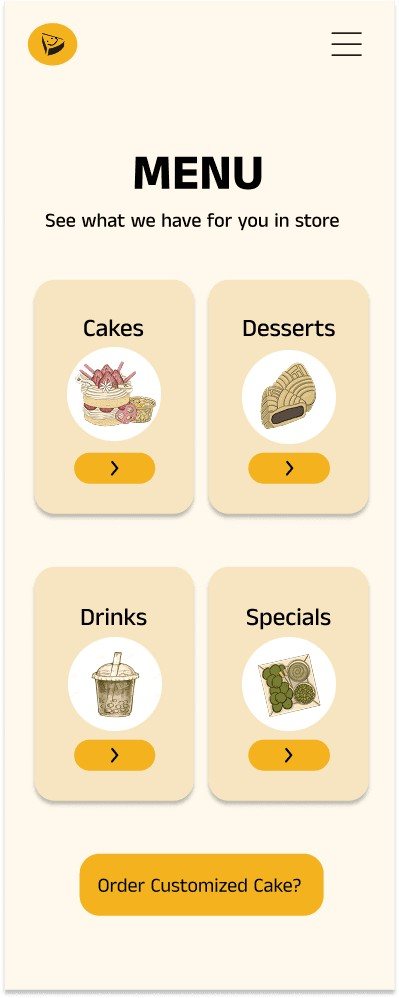 MENU
See what we have for you in store
Cakes
Desserts
Drinks
Specials
Order Customized Cake?